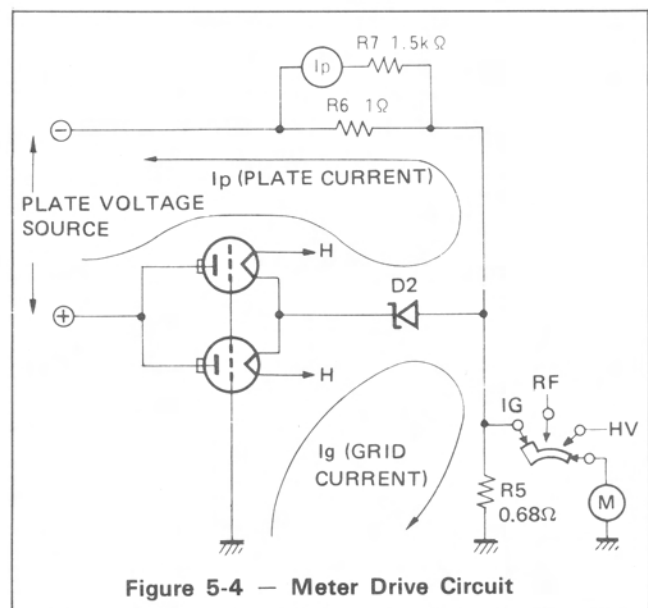 R7 1.5kΩ
Ip
R6 1Ω
⊖
Ip (PLATE CURRENT)
PLATE VOLTAGE
SOURCE
H
D2
⊕
H
RF
IG
HV
Ig (GRID
CURRENT)
R5
0.68Ω
M
Figure 5-4 — Meter Drive Circuit